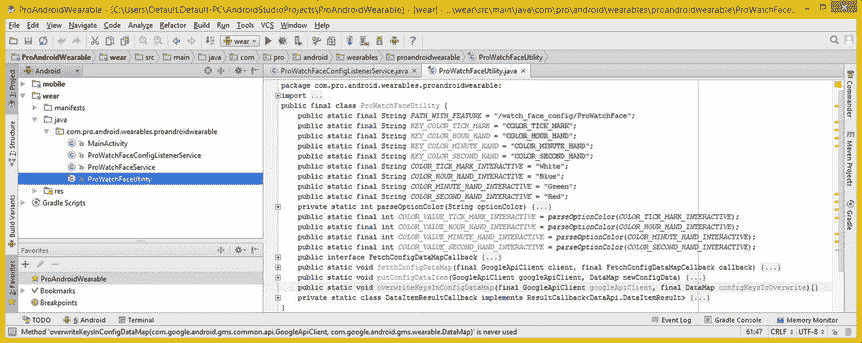 ProAndroidWearable - [C:\Users\Default.Default-PC\AndroidStudioProjects\ProAndroidWearable] - [wear] - ...\wear\src\main\java\com\pro\android\wearables\proandroidwearable\ProWatchFac...
File Edit View Navigate Code Analyze Refactor Build Run Tools VCS Window Help
wear
ProAndroidWearable wear src main java com pro android wearables proandroidwearable ProWatchFaceUtility
Android
ProWatchFaceConfigListenerService.java ProWatchFaceUtility.java
1: Project
Z: Structure
Build Variants
2: Favorites
mobile
wear
manifests
java
com.pro.android.wearables.proandroidwearable
MainActivity
ProWatchFaceConfigListenerService
ProWatchFaceService
ProWatchFaceUtility
res
Gradle Scripts
Favorites
ProAndroidWearable
Bookmarks
Breakpoints
package com.pro.android.wearables.proandroidwearable;
import ...
public final class ProWatchFaceUtility {
public static final String PATH_WITH_FEATURE = "/watch_face_config/ProWatchFace";
public static final String KEY_COLOR_TICK_MARK = "COLOR_TICK_MARK";
public static final String KEY_COLOR_HOUR_HAND = "COLOR_HOUR_HAND";
public static final String KEY_COLOR_MINUTE_HAND = "COLOR_MINUTE_HAND";
public static final String KEY_COLOR_SECOND_HAND = "COLOR_SECOND_HAND";
public static final String COLOR_TICK_MARK_INTERACTIVE = "White";
public static final String COLOR_HOUR_HAND_INTERACTIVE = "Blue";
public static final String COLOR_MINUTE_HAND_INTERACTIVE = "Green";
public static final String COLOR_SECOND_HAND_INTERACTIVE = "Red";
private static int parseOptionColor(String optionColor) {...}
public static final int COLOR_VALUE_TICK_MARK_INTERACTIVE = parseOptionColor(COLOR_TICK_MARK_INTERACTIVE);
public static final int COLOR_VALUE_HOUR_HAND_INTERACTIVE = parseOptionColor(COLOR_HOUR_HAND_INTERACTIVE);
public static final int COLOR_VALUE_MINUTE_HAND_INTERACTIVE = parseOptionColor(COLOR_MINUTE_HAND_INTERACTIVE);
public static final int COLOR_VALUE_SECOND_HAND_INTERACTIVE = parseOptionColor(COLOR_SECOND_HAND_INTERACTIVE);
public interface FetchConfigDataMapCallback {...}
public static void fetchConfigDataMap(final GoogleApiClient client, final FetchConfigDataMapCallback callback) {...}
public static void putConfigDataItem(GoogleApiClient googleApiClient, DataMap newConfigData) {...}
public static void overwriteKeysInConfigDataMap(final GoogleApiClient googleApiClient, final DataMap configKeysToOverwrite){}
private static class DataItemResultCallback implements ResultCallback<DataApi.DataItemResult> {...}
Commander
Maven Projects
Gradle
TODO 6: Android Terminal Event Log Gradle Console Memory Monitor
Method 'overwriteKeysInConfigDataMap(com.google.android.gms.common.api.GoogleApiClient, com.google.android.gms.wearable.DataMap)' is never used 61:47 CRLF UTF-8